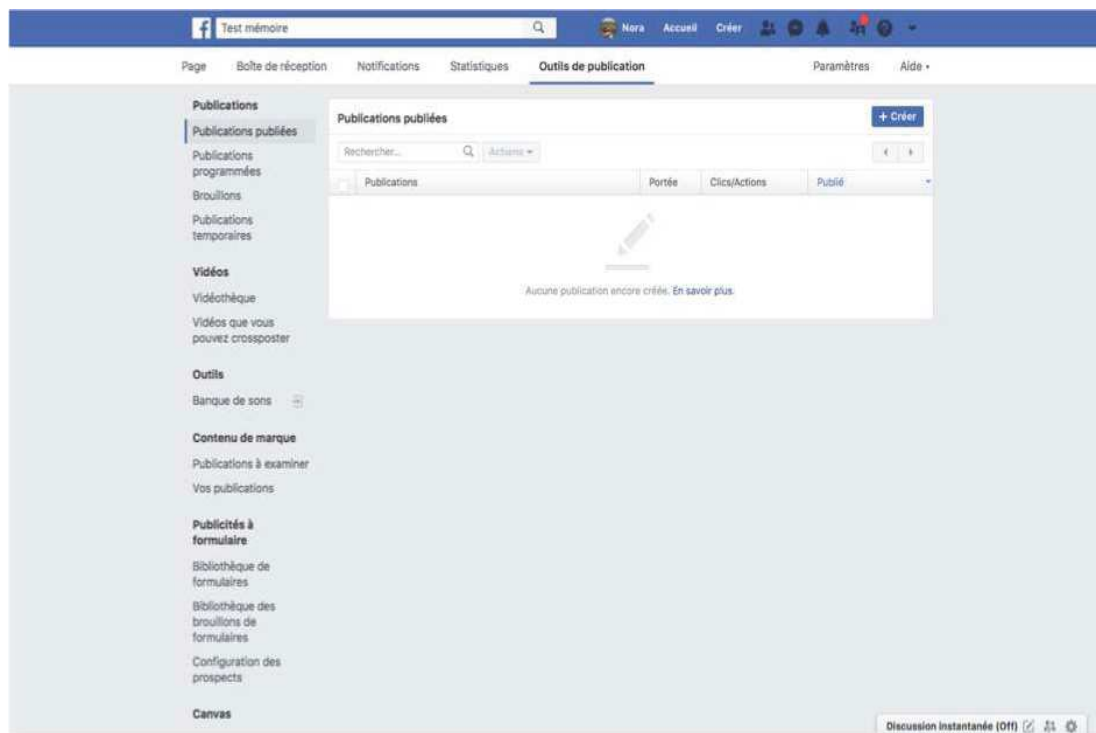 f Test mémoire Nora Accueil Créer
Page Boîte de réception Notifications Statistiques Outils de publication Paramètres Aide
Publications
Publications publiées
Publications
programmées
Brouillons
Publications
temporaires
Vidéos
Vidéothèque
Vidéos que vous
pouvez crossposter
Outils
Banque de sons
Contenu de marque
Publications à examiner
Vos publications
Publicités à
formulaire
Bibliothèque de
formulaires
Bibliothèque des
brouillons de
formulaires
Configuration des
prospects
Canvas
Publications publiées + Créer
Rechercher... Actions
Publications Portée Clics/Actions Publié
Aucune publication encore créée. En savoir plus.
Discussion instantanée (Off)